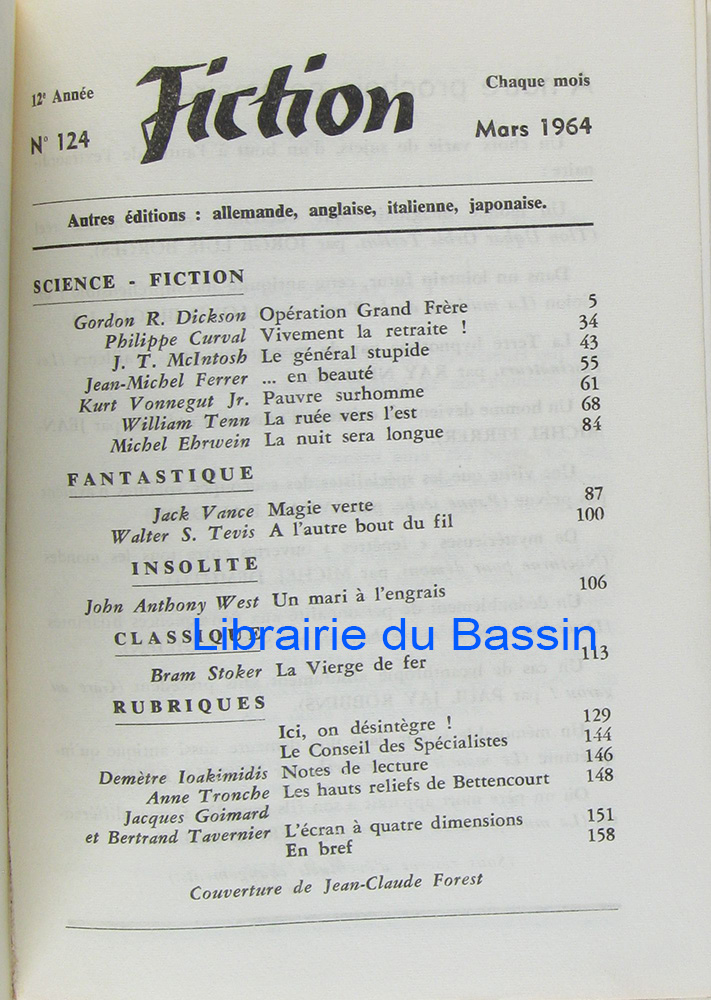 12e Année
Fiction
Chaque mois
N° 124
Mars 1964
Autres éditions : allemande, anglaise, italienne, japonaise.
SCIENCE - FICTION
Gordon R. Dickson Opération Grand Frère 5
Philippe Curval Vivement la retraite ! 34
J. T. McIntosh Le général stupide 43
Jean-Michel Ferrer ... en beauté 55
Kurt Vonnegut Jr. Pauvre surhomme 61
William Tenn La ruée vers l'est 68
Michel Ehrwein La nuit sera longue 84
FANTASTIQUE
Jack Vance Magie verte 87
Walter S. Tevis A l'autre bout du fil 100
INSOLITE
John Anthony West Un mari à l'engrais 106
CLASSIQUE
Librairie du Bassin
Bram Stoker La Vierge de fer 113
RUBRIQUES
Ici, on désintègre ! 129
Le Conseil des Spécialistes 144
Demètre Ioakimidis Notes de lecture 146
Anne Tronche Les hauts reliefs de Bettencourt 148
Jacques Goimard
et Bertrand Tavernier L'écran à quatre dimensions 151
En bref 158
Couverture de Jean-Claude Forest